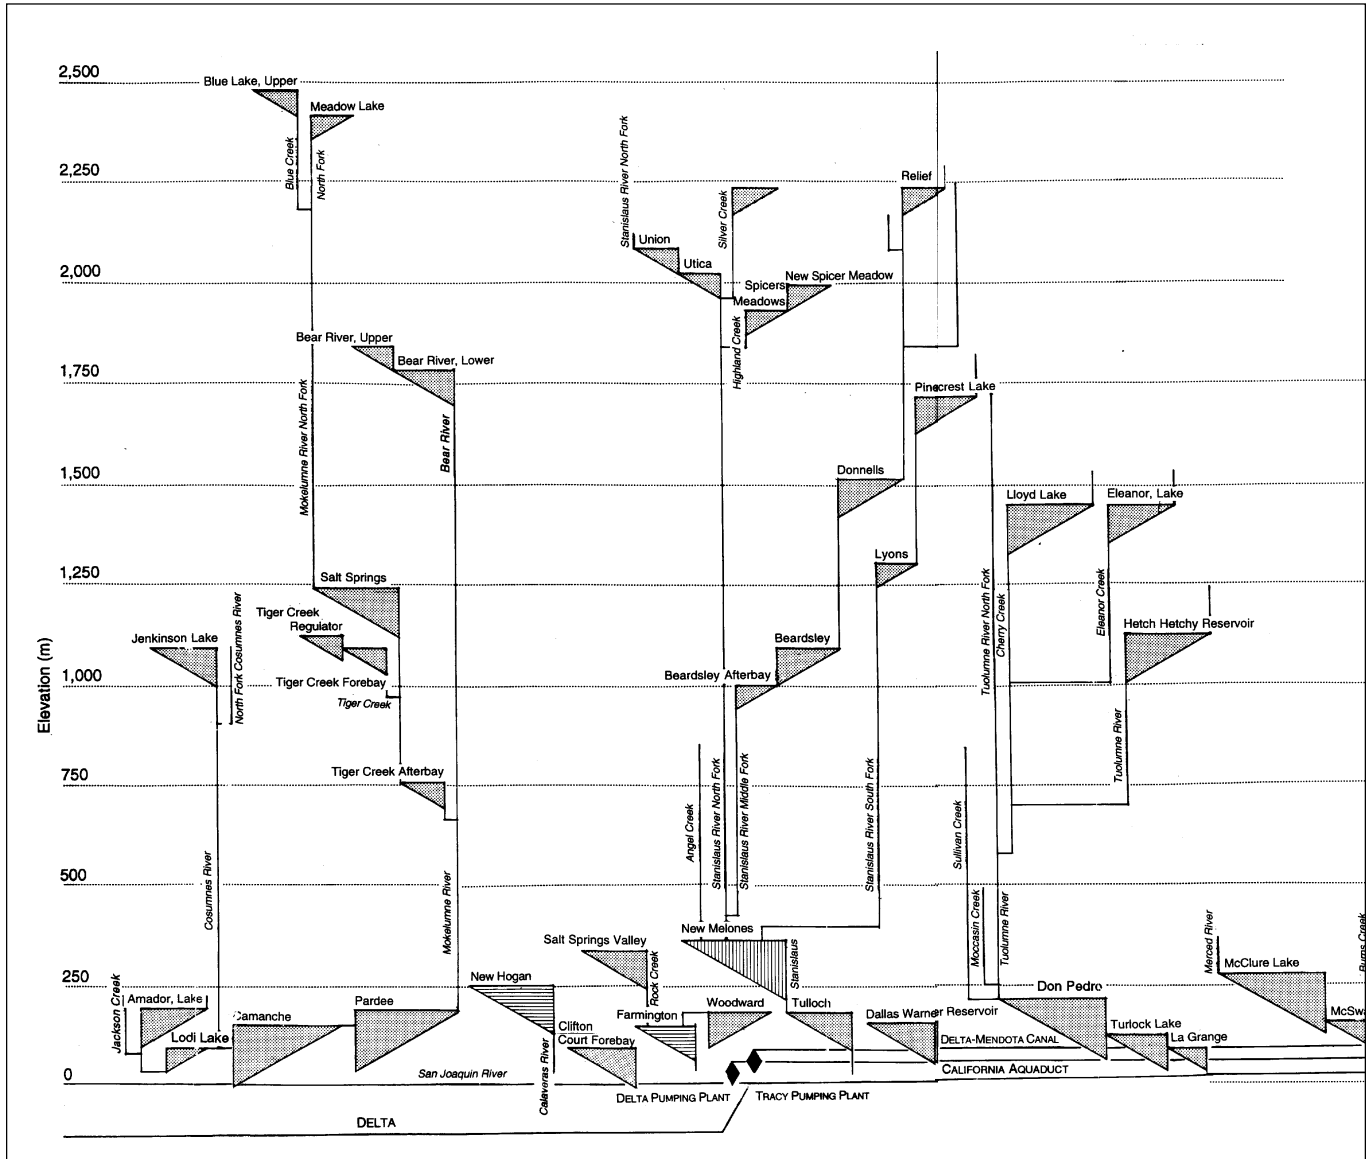 2,500
Blue Lake, Upper
Meadow Lake
Blue Creek
North Fork
Stanislaus River North Fork
2,250
Relief
Silver Creek
Union
Utica
2,000
New Spicer Meadow
Spicers
Meadows
Highland Creek
Bear River, Upper
Bear River, Lower
1,750
Pinecrest Lake
Mokelumne River North Fork
Bear River
1,500
Donnells
Lloyd Lake
Eleanor, Lake
Lyons
1,250
Salt Springs
Tuolumne River North Fork
Cherry Creek
Eleanor Creek
Tiger Creek
Regulator
North Fork Cosumnes River
Jenkinson Lake
Hetch Hetchy Reservoir
Beardsley
Beardsley Afterbay
Tiger Creek Forebay
1,000
Tiger Creek
Elevation (m)
Tuolumne River
Tiger Creek Afterbay
750
Angel Creek
Stanislaus River North Fork
Stanislaus River Middle Fork
Stanislaus River South Fork
Sullivan Creek
500
Cosumnes River
Mokelumne River
Moccasin Creek
Tuolumne River
New Melones
Stanislaus
Salt Springs Valley
Rock Creek
Merced River
Burns Creek
McClure Lake
250
New Hogan
Don Pedro
Jackson Creek
Amador, Lake
Pardee
Woodward
Tulloch
Camanche
Farmington
Dallas Warner Reservoir
McSwa
Clifton
Court Forebay
Turlock Lake
La Grange
Lodi Lake
DELTA-MENDOTA CANAL
CALIFORNIA AQUADUCT
0
San Joaquin River
Calaveras River
DELTA PUMPING PLANT
TRACY PUMPING PLANT
DELTA